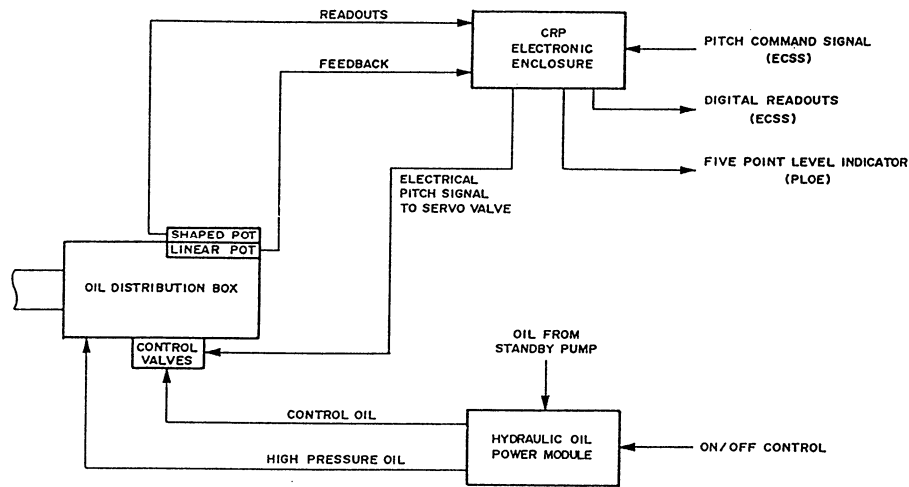 READOUTS
CRP
ELECTRONIC
ENCLOSURE
PITCH COMMAND SIGNAL
(ECSS)
FEEDBACK
DIGITAL READOUTS
(ECSS)
FIVE POINT LEVEL INDICATOR
(PLOE)
ELECTRICAL
PITCH SIGNAL
TO SERVO VALVE
SHAPED POT
LINEAR POT
OIL DISTRIBUTION BOX
CONTROL
VALVES
OIL FROM
STANDBY PUMP
CONTROL OIL
HYDRAULIC OIL
POWER MODULE
ON/OFF CONTROL
HIGH PRESSURE OIL